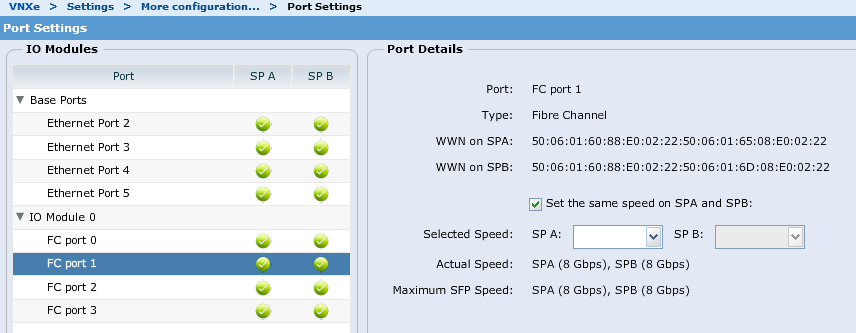 VNXe > Settings > More configuration... > Port Settings
Port Settings
IO Modules
Port SP A SP B
Base Ports
Ethernet Port 2
Ethernet Port 3
Ethernet Port 4
Ethernet Port 5
IO Module 0
FC port 0
FC port 1
FC port 2
FC port 3
Port Details
Port: FC port 1
Type: Fibre Channel
WWN on SPA: 50:06:01:60:88:E0:02:22:50:06:01:65:08:E0:02:22
WWN on SPB: 50:06:01:60:88:E0:02:22:50:06:01:6D:08:E0:02:22
Set the same speed on SPA and SPB:
Selected Speed: SP A: SP B:
Actual Speed: SPA (8 Gbps), SPB (8 Gbps)
Maximum SFP Speed: SPA (8 Gbps), SPB (8 Gbps)